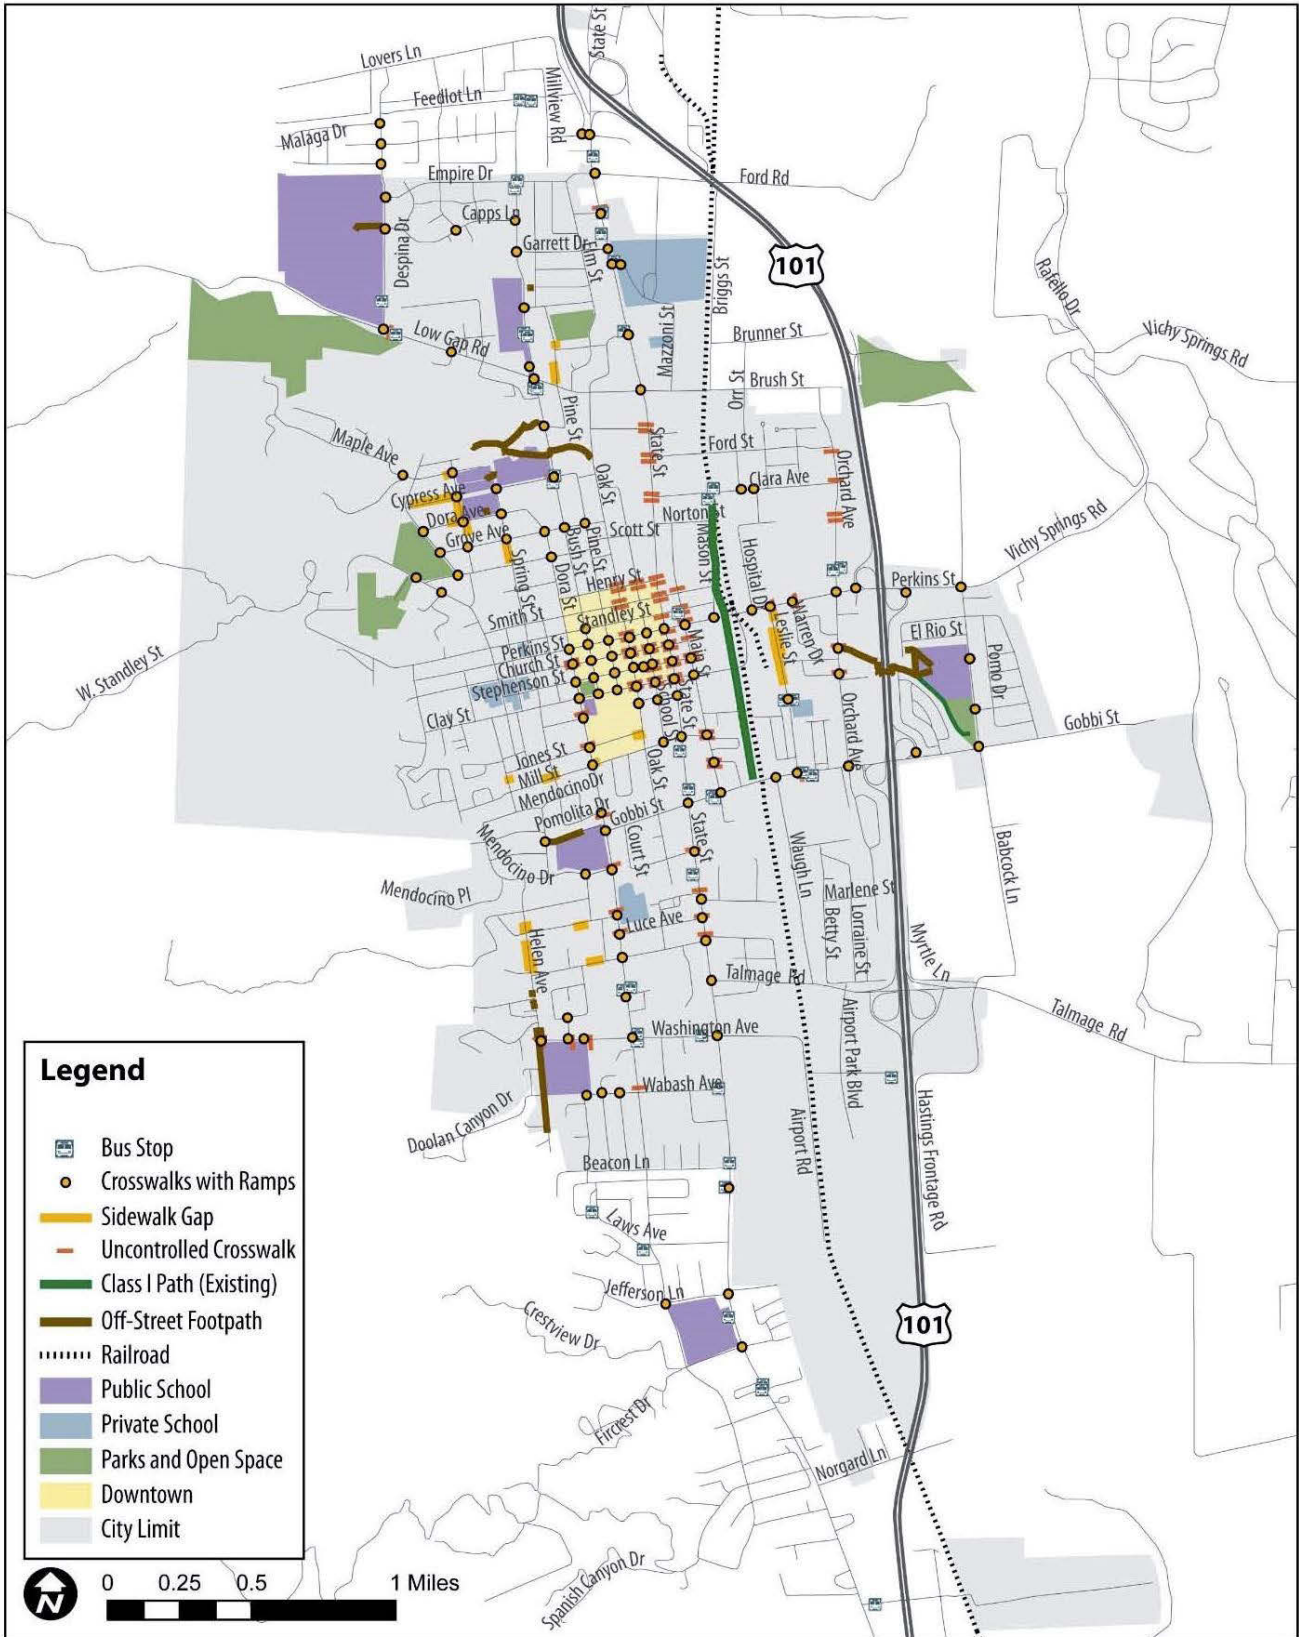 State St
Lovers Ln
Feedlot Ln
Millview Rd
Malaga Dr
Empire Dr
Ford Rd
Capps Ln
Despina Dr
Garrett Dr
Elm St
101
Briggs St
Rafello Dr
Mazzoni St
Low Gap Rd
Brunner St
Vichy Springs Rd
Orr St
Brush St
Pine St
Maple Ave
State St
Ford St
Orchard Ave
Oak St
Clara Ave
Cypress Ave
Norton St
Dora Ave
Grove Ave
Scott St
Vichy Springs Rd
Bush St
Pine St
Mason St
Hospital Dr
Spring St
Dora St
Henry St
Perkins St
Smith St
Standley St
Leslie St
Warren Dr
El Rio St
Perkins St
Church St
Main St
Pomo Dr
W. Standley St
Stephenson St
School St
State St
Clay St
Orchard Ave
Gobbi St
Jones St
Mill St
Oak St
Mendocino Dr
Pomolita Dr
Gobbi St
Mendocino Dr
Court St
State St
Waugh Ln
Babcock Ln
Mendocino Pl
Marlene St
Luce Ave
Betty St
Lorraine St
Helen Ave
Myrtle Ln
Talmage Rd
Airport Park Blvd
Talmage Rd
Washington Ave
Wabash Ave
Doolan Canyon Dr
Airport Rd
Hastings Frontage Rd
Beacon Ln
Laws Ave
Jefferson Ln
Crestview Dr
101
Fircrest Dr
Norgard Ln
Spanish Canyon Dr
Legend
Bus Stop
Crosswalks with Ramps
Sidewalk Gap
Uncontrolled Crosswalk
Class I Path (Existing)
Off-Street Footpath
Railroad
Public School
Private School
Parks and Open Space
Downtown
City Limit
N
0 0.25 0.5 1 Miles